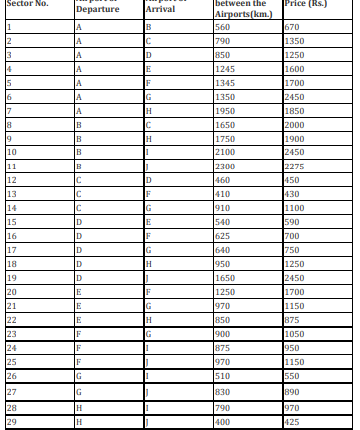 Sector No. Departure Arrival between the Airports(km.) Price (Rs.)
1 A B 560 670
2 A C 790 1350
3 A D 850 1250
4 A E 1245 1600
5 A F 1345 1700
6 A G 1350 2450
7 A H 1950 1850
8 B C 1650 2000
9 B H 1750 1900
10 B I 2100 2450
11 B J 2300 2275
12 C D 460 450
13 C F 410 430
14 C G 910 1100
15 D E 540 590
16 D F 625 700
17 D G 640 750
18 D H 950 1250
19 D J 1650 2450
20 E F 1250 1700
21 E G 970 1150
22 E H 850 875
23 F G 900 1050
24 F I 875 950
25 F J 970 1150
26 G I 510 550
27 G J 830 890
28 H I 790 970
29 H J 400 425